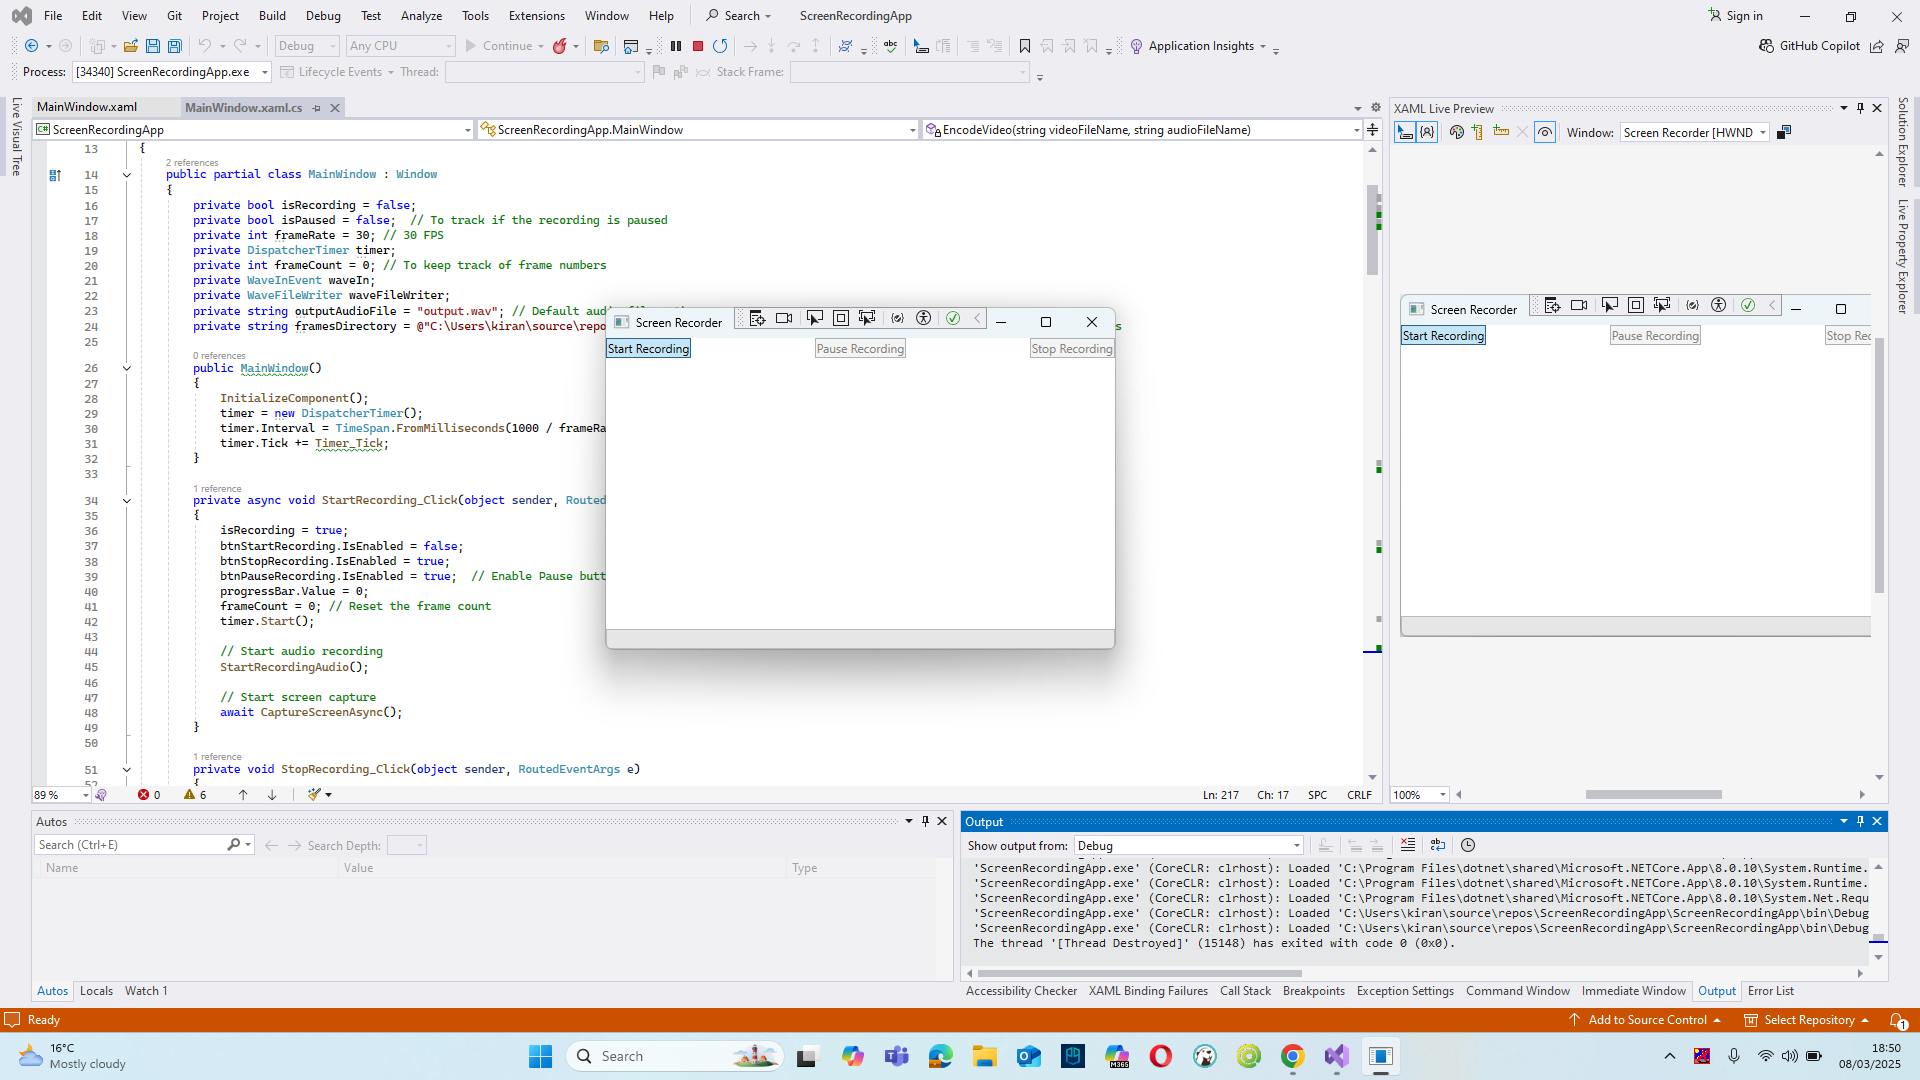 File Edit View Git Project Build Debug Test Analyze Tools Extensions Window Help Search ScreenRecordingApp Sign in
Debug Any CPU Continue Application Insights GitHub Copilot
Process: [34340] ScreenRecordingApp.exe Lifecycle Events Thread: Stack Frame:
Live Visual Tree
MainWindow.xaml MainWindow.xaml.cs
ScreenRecordingApp ScreenRecordingApp.MainWindow EncodeVideo(string videoFileName, string audioFileName)
13 {
2 references
14 public partial class MainWindow : Window
15 {
16 private bool isRecording = false;
17 private bool isPaused = false; // To track if the recording is paused
18 private int frameRate = 30; // 30 FPS
19 private DispatcherTimer timer;
20 private int frameCount = 0; // To keep track of frame numbers
21 private WaveInEvent waveIn;
22 private WaveFileWriter waveFileWriter;
23 private string outputAudioFile = "output.wav"; // Default
24 private string framesDirectory = @"C:\Users\kiran\source\repo
25
0 references
26 public MainWindow()
27 {
28 InitializeComponent();
29 timer = new DispatcherTimer();
30 timer.Interval = TimeSpan.FromMilliseconds(1000 / frameRa
31 timer.Tick += Timer_Tick;
32 }
33
1 reference
34 private async void StartRecording_Click(object sender, Routed
35 {
36 isRecording = true;
37 btnStartRecording.IsEnabled = false;
38 btnStopRecording.IsEnabled = true;
39 btnPauseRecording.IsEnabled = true; // Enable Pause butt
40 progressBar.Value = 0;
41 frameCount = 0; // Reset the frame count
42 timer.Start();
43
44 // Start audio recording
45 StartRecordingAudio();
46
47 // Start screen capture
48 await CaptureScreenAsync();
49 }
50
1 reference
51 private void StopRecording_Click(object sender, RoutedEventArgs e)
52 {
89 % 0 6 Ln: 217 Ch: 17 SPC CRLF
Screen Recorder
Start Recording Pause Recording Stop Recording
XAML Live Preview
Window: Screen Recorder [HWND
Screen Recorder
Start Recording Pause Recording Stop Rec
100%
Solution Explorer
Live Property Explorer
Autos
Search (Ctrl+E) Search Depth:
Name Value Type
Autos Locals Watch 1
Output
Show output from: Debug
'ScreenRecordingApp.exe' (CoreCLR: clrhost): Loaded 'C:\Program Files\dotnet\shared\Microsoft.NETCore.App\8.0.10\System.Runtime.
'ScreenRecordingApp.exe' (CoreCLR: clrhost): Loaded 'C:\Program Files\dotnet\shared\Microsoft.NETCore.App\8.0.10\System.Runtime.
'ScreenRecordingApp.exe' (CoreCLR: clrhost): Loaded 'C:\Program Files\dotnet\shared\Microsoft.NETCore.App\8.0.10\System.Net.Requ
'ScreenRecordingApp.exe' (CoreCLR: clrhost): Loaded 'C:\Users\kiran\source\repos\ScreenRecordingApp\ScreenRecordingApp\bin\Debug
'ScreenRecordingApp.exe' (CoreCLR: clrhost): Loaded 'C:\Users\kiran\source\repos\ScreenRecordingApp\ScreenRecordingApp\bin\Debug
The thread '[Thread Destroyed]' (15148) has exited with code 0 (0x0).
Accessibility Checker XAML Binding Failures Call Stack Breakpoints Exception Settings Command Window Immediate Window Output Error List
Ready Add to Source Control Select Repository 1
16°C
Mostly cloudy
Search
M365
18:50
08/03/2025